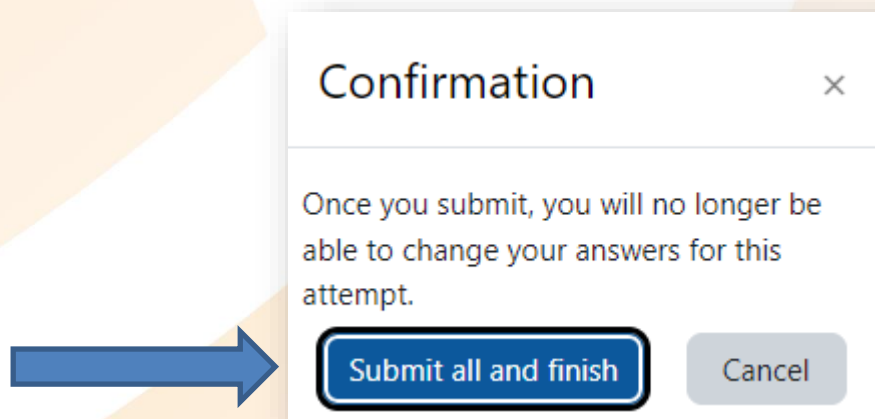 Confirmation ×
Once you submit, you will no longer be
able to change your answers for this
attempt.
Submit all and finish Cancel